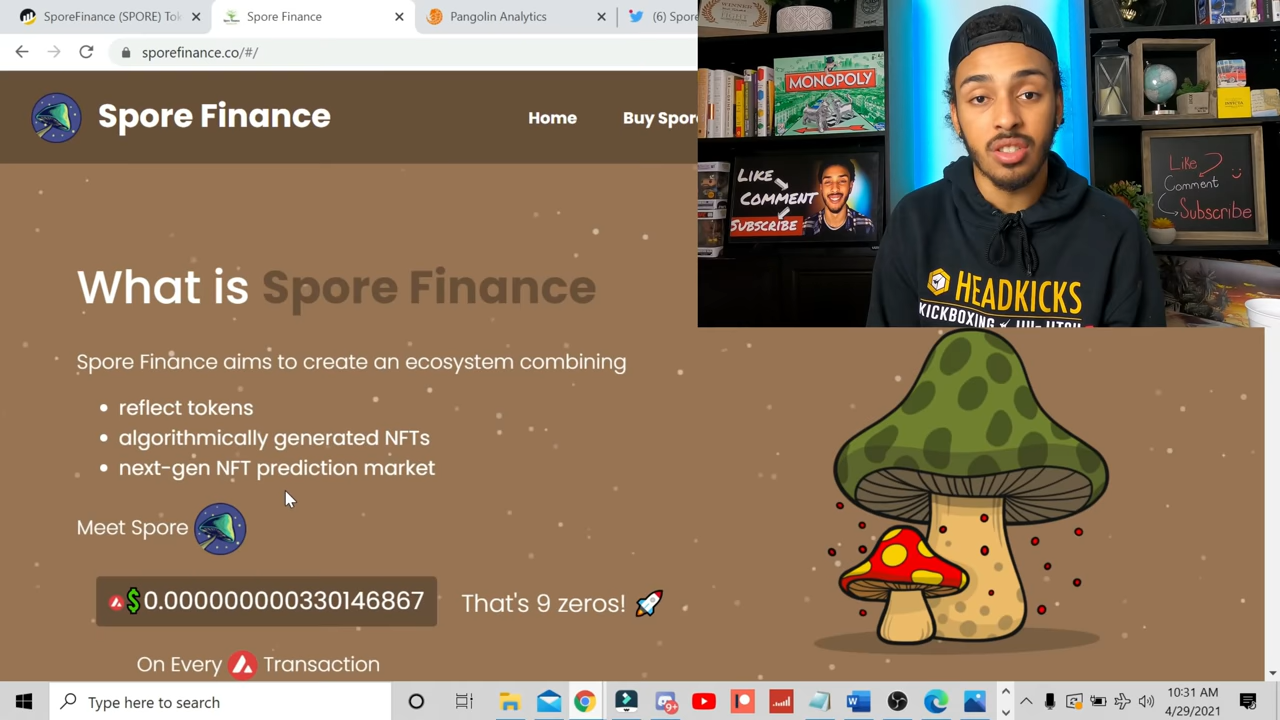 SporeFinance (SPORE) To
Spore Finance
Pangolin Analytics
(6) Spore
sporefinance.co/#/
Spore Finance
Home
Buy Spor
What is Spore Finance
Spore Finance aims to create an ecosystem combining
reflect tokens
algorithmically generated NFTs
next-gen NFT prediction market
Meet Spore
$0.000000000330146867
That's 9 zeros!
On Every Transaction
MONOPOLY
LIKE
COMMENT
SUBSCRIBE
Like
Comment
Subscribe
HEADKICKS
KICKBOXING
Type here to search
9+
10:31 AM
4/29/2021